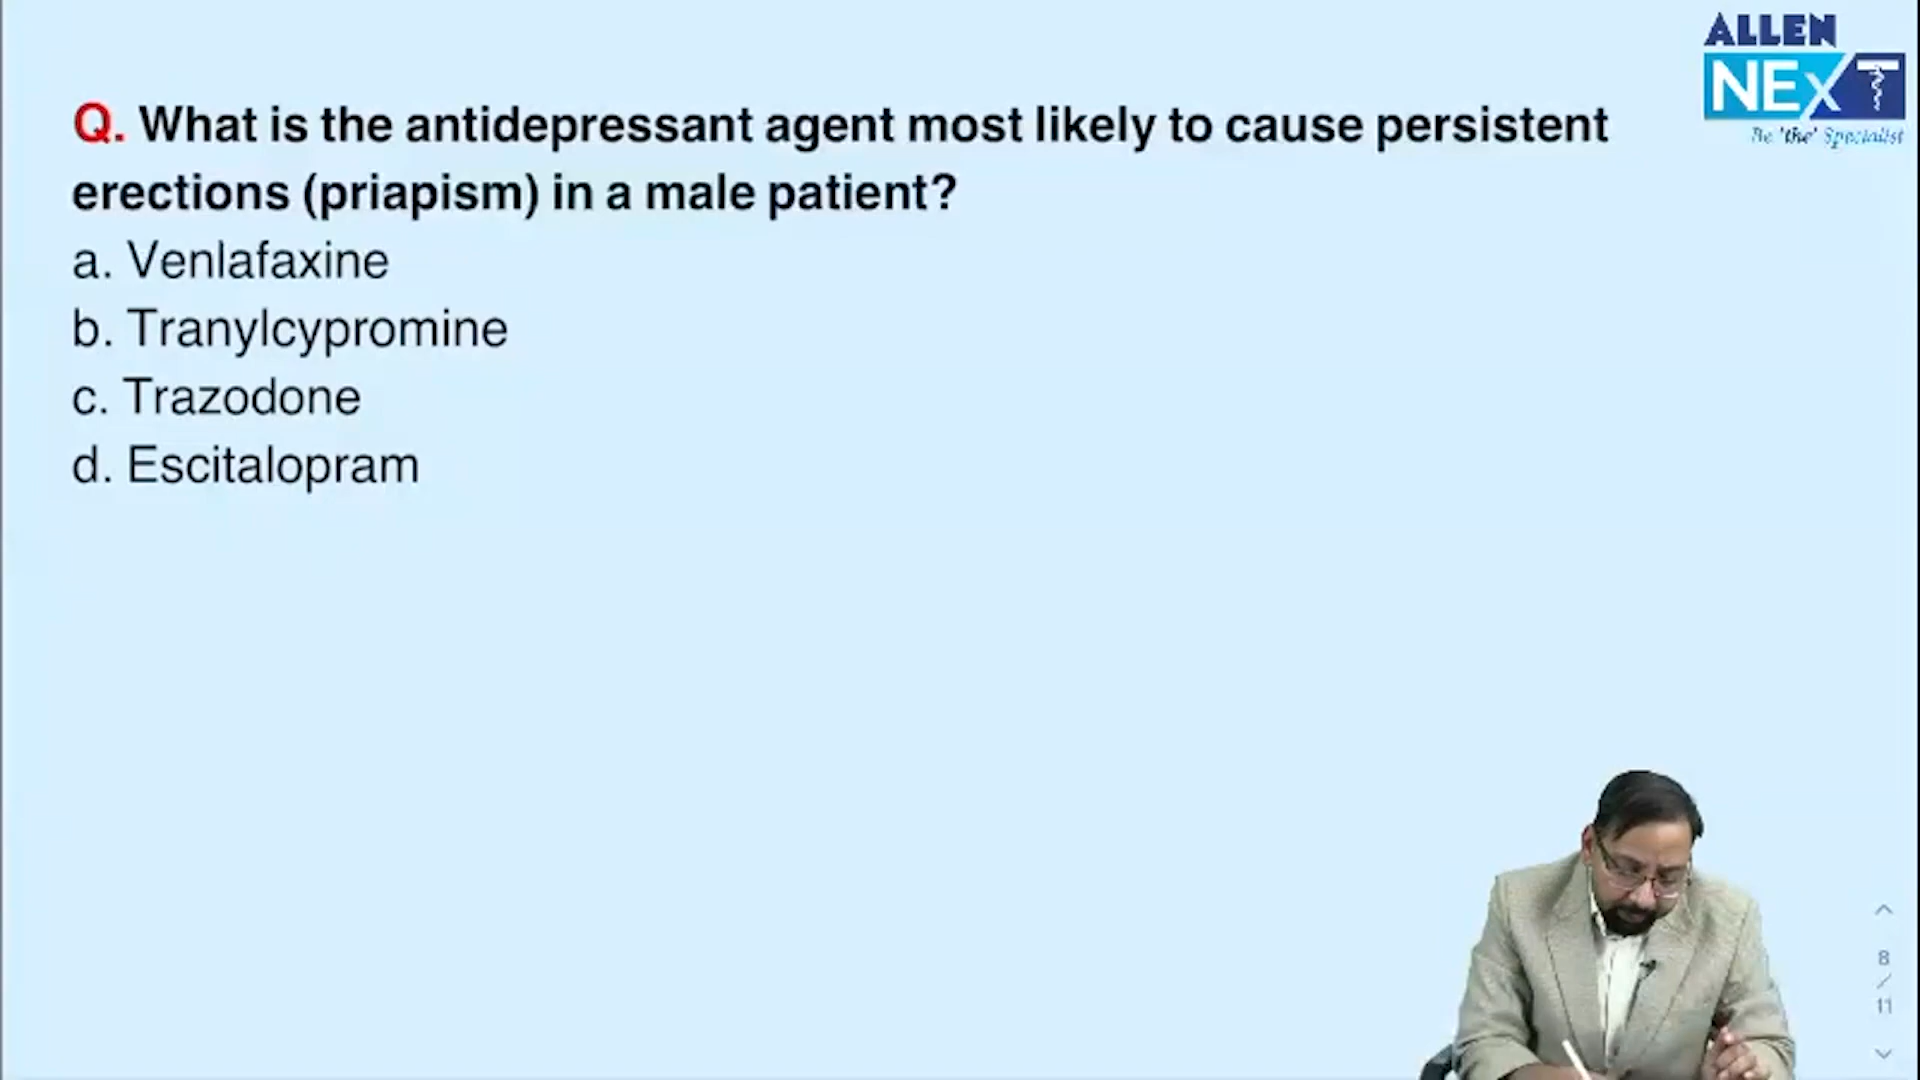 ALLEN
NEXT
Be 'the' Specialist
Q. What is the antidepressant agent most likely to cause persistent
erections (priapism) in a male patient?
a. Venlafaxine
b. Tranylcypromine
c. Trazodone
d. Escitalopram
8
/
11